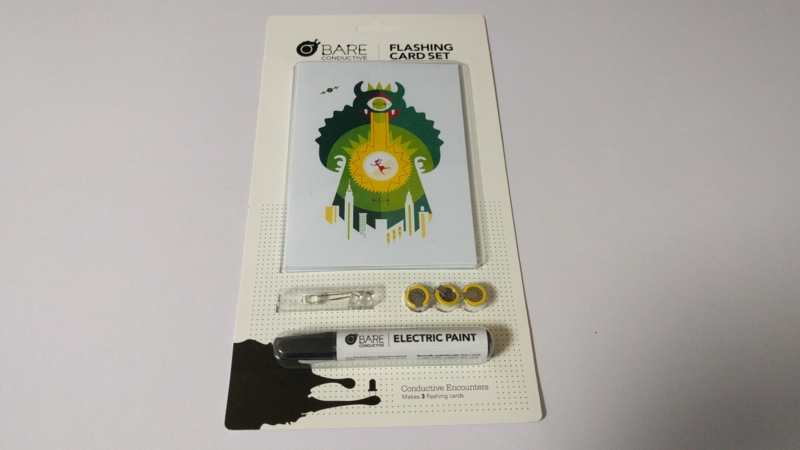 BARE
CONDUCTIVE
FLASHING
CARD SET
BARE
CONDUCTIVE
ELECTRIC PAINT
Conductive Encounters
Makes 3 flashing cards